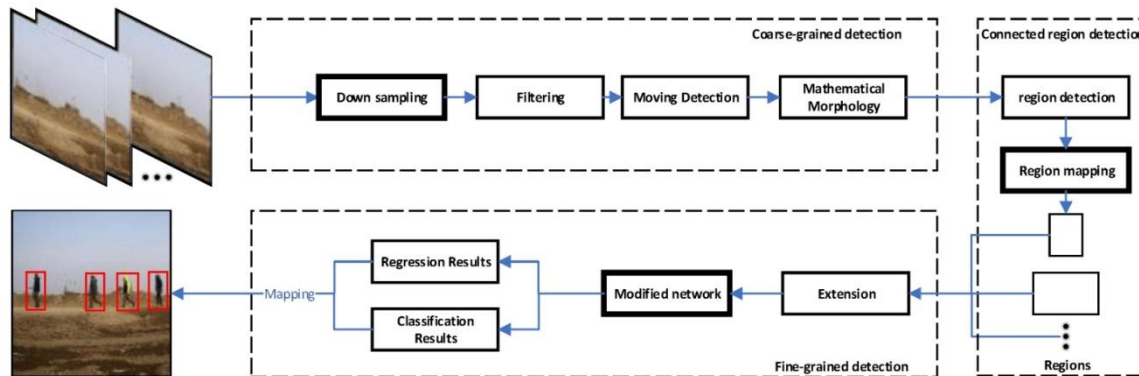 Coarse-grained detection
Connected region detection
Down sampling
Filtering
Moving Detection
Mathematical
Morphology
region detection
Region mapping
Regions
Extension
Modified network
Regression Results
Classification
Results
Mapping
Fine-grained detection